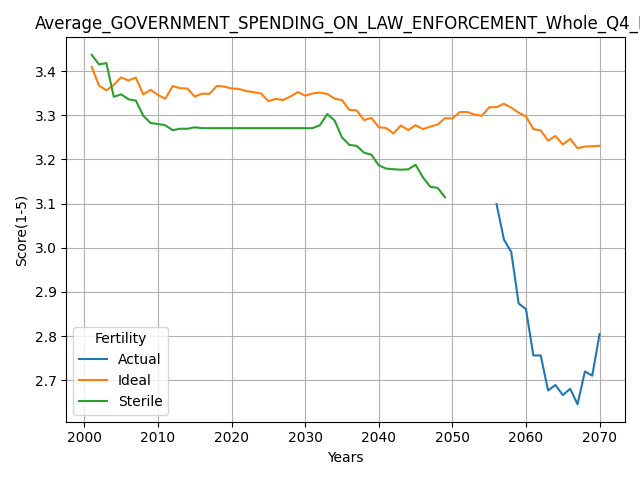 Average_GOVERNMENT_SPENDING_ON_LAW_ENFORCEMENT_Whole_Q4_
Score(1-5)
3.4
3.3
3.2
3.1
3.0
2.9
2.8
2.7
Fertility
Actual
Ideal
Sterile
2000 2010 2020 2030 2040 2050 2060 2070
Years